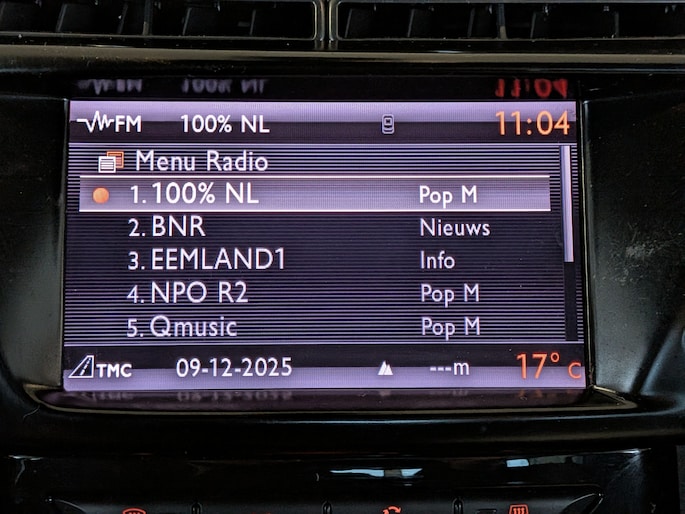 FM 100% NL 11:04
Menu Radio
1. 100% NL Pop M
2. BNR Nieuws
3. EEMLAND1 Info
4. NPO R2 Pop M
5. Qmusic Pop M
TMC 09-12-2025 ---m 17° C